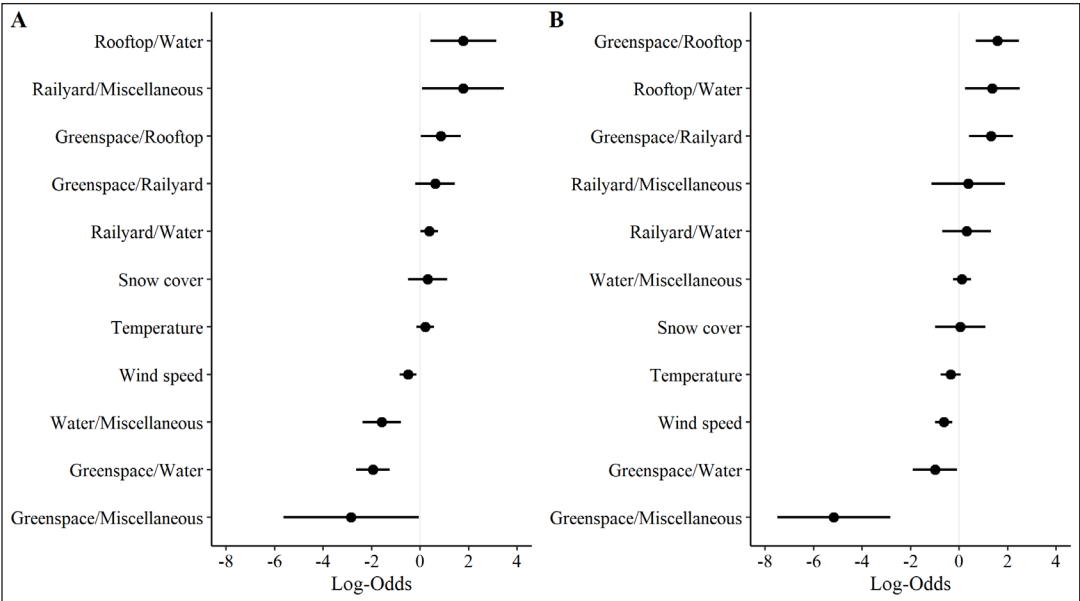 A
Rooftop/Water
Railyard/Miscellaneous
Greenspace/Rooftop
Greenspace/Railyard
Railyard/Water
Snow cover
Temperature
Wind speed
Water/Miscellaneous
Greenspace/Water
Greenspace/Miscellaneous
-8 -6 -4 -2 0 2 4
Log-Odds
B
Greenspace/Rooftop
Rooftop/Water
Greenspace/Railyard
Railyard/Miscellaneous
Railyard/Water
Water/Miscellaneous
Snow cover
Temperature
Wind speed
Greenspace/Water
Greenspace/Miscellaneous
-8 -6 -4 -2 0 2 4
Log-Odds